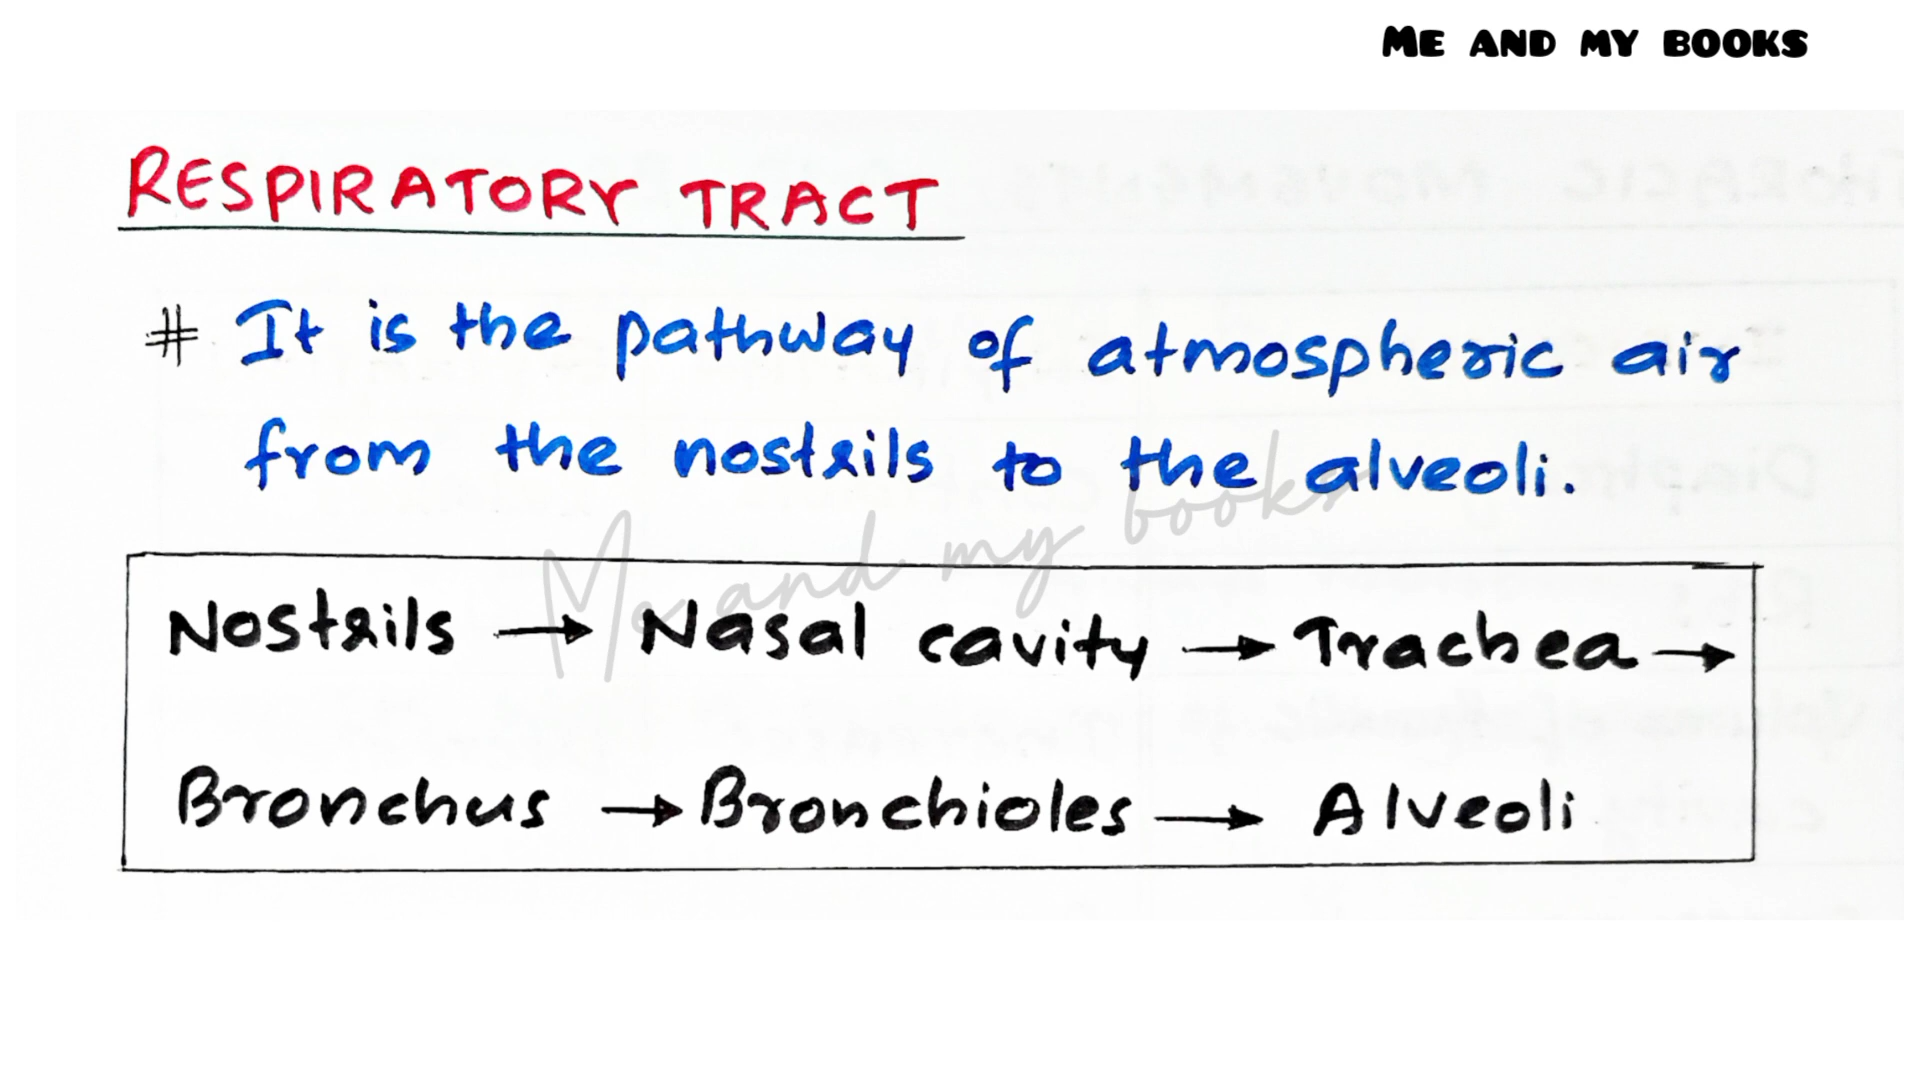 ME AND MY BOOKS
RESPIRATORY TRACT
# It is the pathway of atmospheric air
from the nostrils to the alveoli.
Me and my books
Nostrils → Nasal cavity → Trachea →
Bronchus → Bronchioles → Alveoli